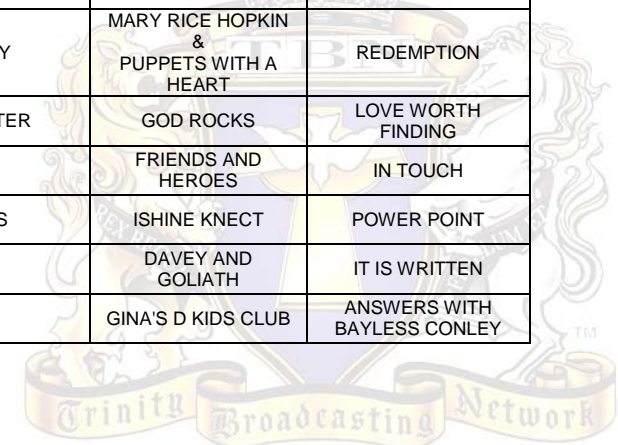 MARY RICE HOPKIN
&
PUPPETS WITH A
HEART
REDEMPTION
GOD ROCKS
LOVE WORTH
FINDING
FRIENDS AND
HEROES
IN TOUCH
ISHINE KNECT
POWER POINT
DAVEY AND
GOLIATH
IT IS WRITTEN
GINA'S D KIDS CLUB
ANSWERS WITH
BAYLESS CONLEY
TBN
TM
Trinity Broadcasting Network